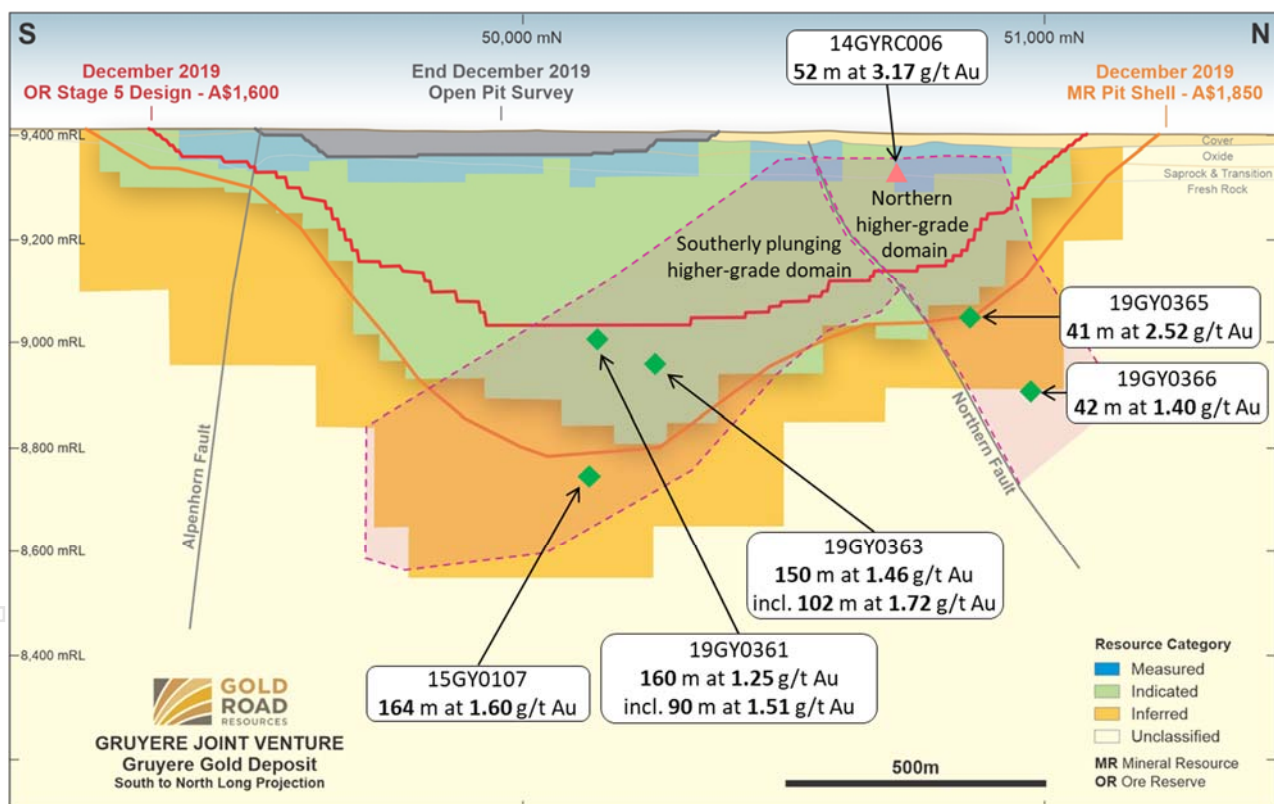 S
50,000 mN
51,000 mN
N
December 2019
OR Stage 5 Design - A$1,600
End December 2019
Open Pit Survey
14GYRC006
52 m at 3.17 g/t Au
December 2019
MR Pit Shell - A$1,850
9,400 mRL
Cover
Oxide
Saprock & Transition
Fresh Rock
Northern
higher-grade
domain
Southerly plunging
higher-grade domain
9,200 mRL
19GY0365
41 m at 2.52 g/t Au
9,000 mRL
19GY0366
42 m at 1.40 g/t Au
Alpenhorn Fault
Northern Fault
8,800 mRL
8,600 mRL
19GY0363
150 m at 1.46 g/t Au
incl. 102 m at 1.72 g/t Au
19GY0361
160 m at 1.25 g/t Au
incl. 90 m at 1.51 g/t Au
15GY0107
164 m at 1.60 g/t Au
8,400 mRL
GOLD
ROAD
RESOURCES
GRUYERE JOINT VENTURE
Gruyere Gold Deposit
South to North Long Projection
500m
Resource Category
Measured
Indicated
Inferred
Unclassified
MR Mineral Resource
OR Ore Reserve